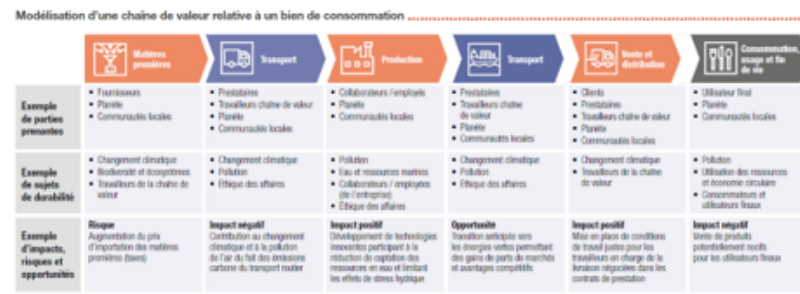 Modélisation d'une chaîne de valeur relative à un bien de consommation
Matières
premières
Transport
Production
Transport
Vente et
distribution
Consommation,
usage et fin
de vie
Exemple
de parties
prenantes
▪ Fournisseurs
▪ Planète
▪ Communautés locales
▪ Prestataires
▪ Travailleurs chaîne de valeur
▪ Planète
▪ Communautés locales
▪ Collaborateurs / employés
▪ Planète
▪ Communautés locales
▪ Prestataires
▪ Travailleurs chaîne
de valeur
▪ Planète
▪ Communautés locales
▪ Clients
▪ Prestataires
▪ Travailleurs chaîne de valeur
▪ Planète
▪ Communautés locales
▪ Utilisateur final
▪ Planète
▪ Communautés locales
Exemple
de sujets
de durabilité
▪ Changement climatique
▪ Biodiversité et écosystèmes
▪ Travailleurs de la chaîne de
valeur
▪ Changement climatique
▪ Pollution
▪ Ethique des affaires
▪ Pollution
▪ Eau et ressources marines
▪ Collaborateurs / employées
(de l'entreprise)
▪ Ethique des affaires
▪ Changement climatique
▪ Pollution
▪ Ethique des affaires
▪ Changement climatique
▪ Travailleurs de la chaîne
de valeur
▪ Pollution
▪ Utilisation des ressources
et économie circulaire
▪ Consommateurs et
utilisateurs finaux
Exemple
d'impacts,
risques et
opportunités
Risque
Augmentation du prix
d'importation des matières
premières (taxes)
Impact négatif
Contribution au changement
climatique et à la pollution
de l'air du fait des émissions
carbone du transport routier
Impact positif
Développement de technologies
innovantes participant à la
réduction de captation des
ressources en eau et limitant
les effets de stress hydrique
Opportunité
Transition anticipée vers
les énergies vertes permettant
des gains de parts de marchés
et avantages compétitifs
Impact positif
Mise en place de conditions
de travail justes pour les
travailleurs en charge de la
livraison négociées dans les
contrats de prestation
Impact négatif
Vente de produits
potentiellement nocifs
pour les utilisateurs finaux